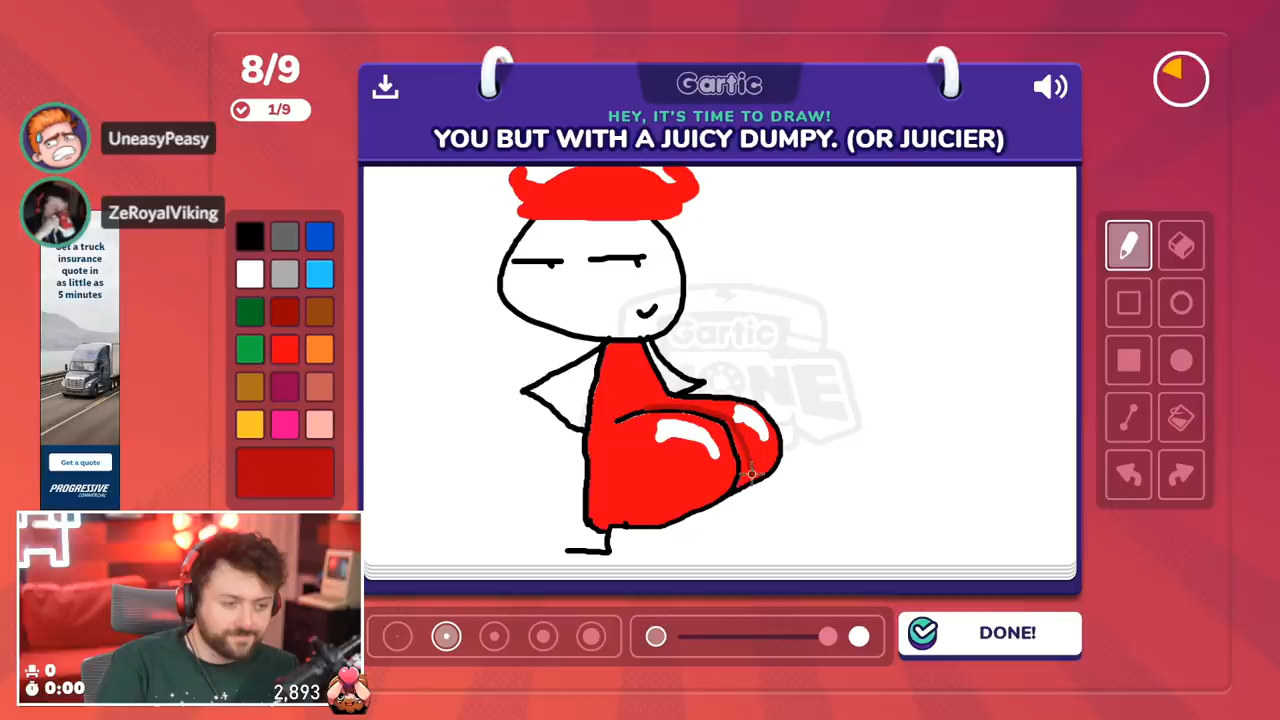 8/9
1/9
Gartic
HEY, IT'S TIME TO DRAW!
YOU BUT WITH A JUICY DUMPY. (OR JUICIER)
UneasyPeasy
ZeRoyalViking
Get a truck
insurance
quote in
as little as
5 minutes
Get a quote
PROGRESSIVE
COMMERCIAL
Gartic
DONE!
0
0:00
2,893